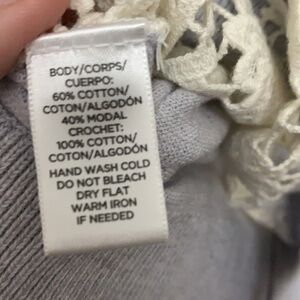 BODY/CORPS/
CUERPO:
60% COTTON/
COTON/ALGODÓN
40% MODAL
CROCHET:
100% COTTON/
COTON/ALGODÓN
HAND WASH COLD
DO NOT BLEACH
DRY FLAT
WARM IRON
IF NEEDED